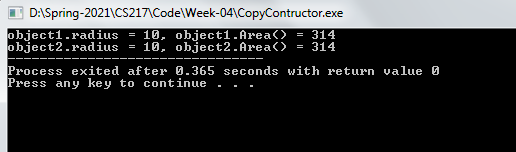 D:\Spring-2021\CS217\Code\Week-04\CopyContructor.exe
object1.radius = 10, object1.Area() = 314
object2.radius = 10, object2.Area() = 314
--------------------------------
Process exited after 0.365 seconds with return value 0
Press any key to continue . . .